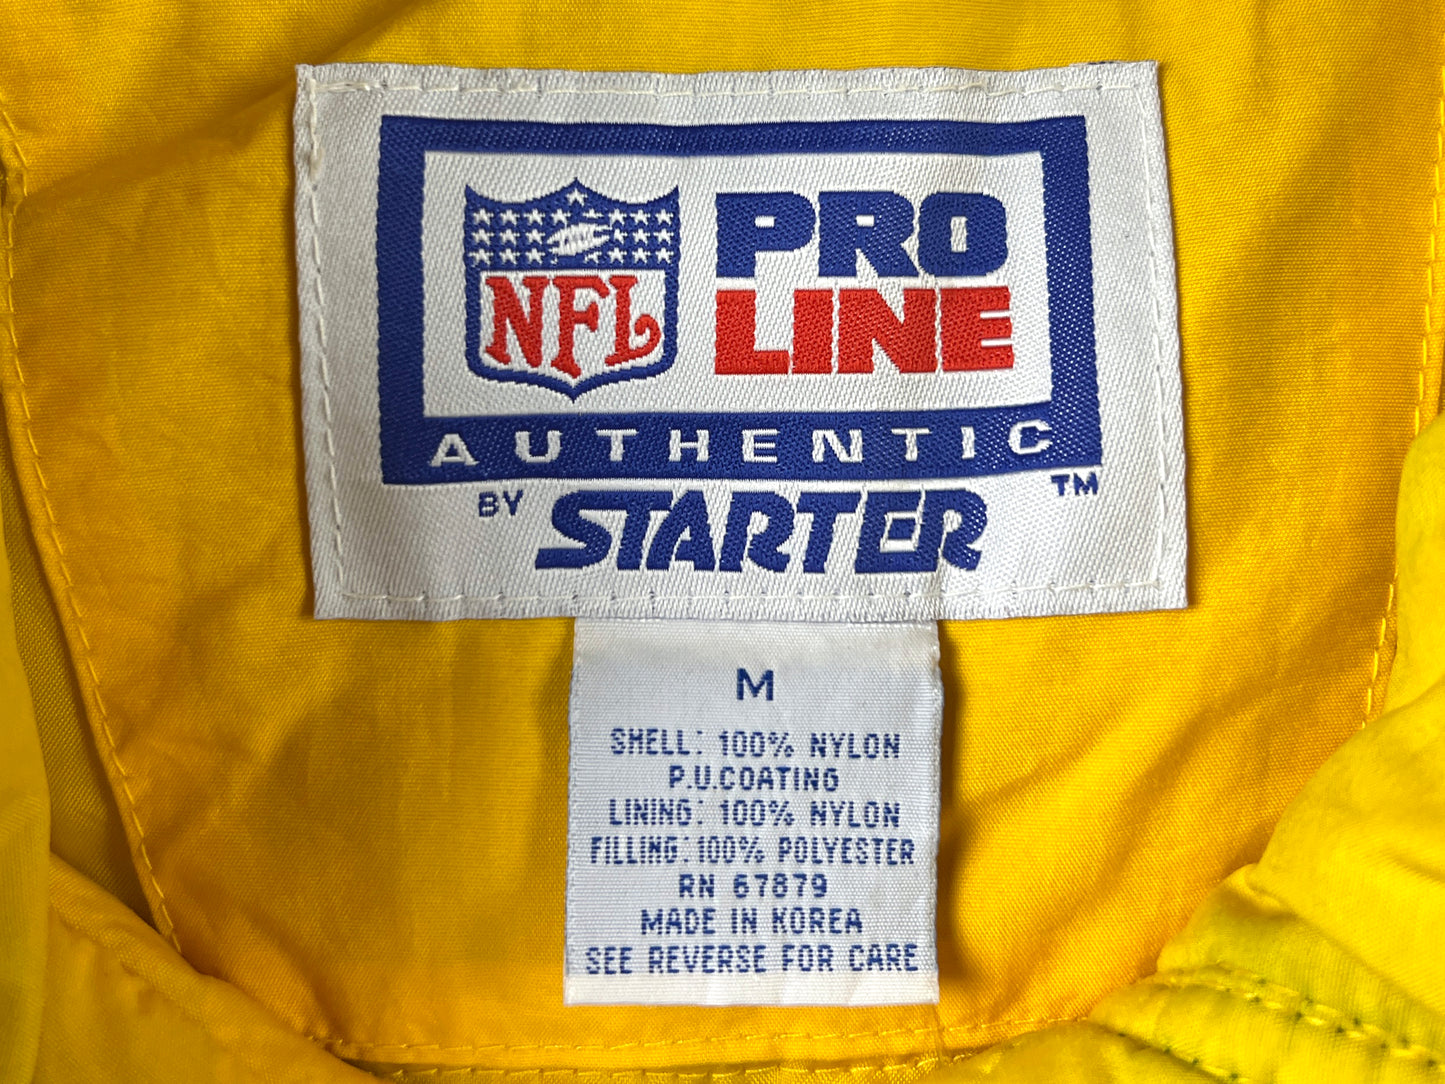 NFL
PRO
LINE
AUTHENTIC
TM
BY STARTER
M
SHELL: 100% NYLON
P.U.COATING
LINING: 100% NYLON
FILLING: 100% POLYESTER
RN 67879
MADE IN KOREA
SEE REVERSE FOR CARE